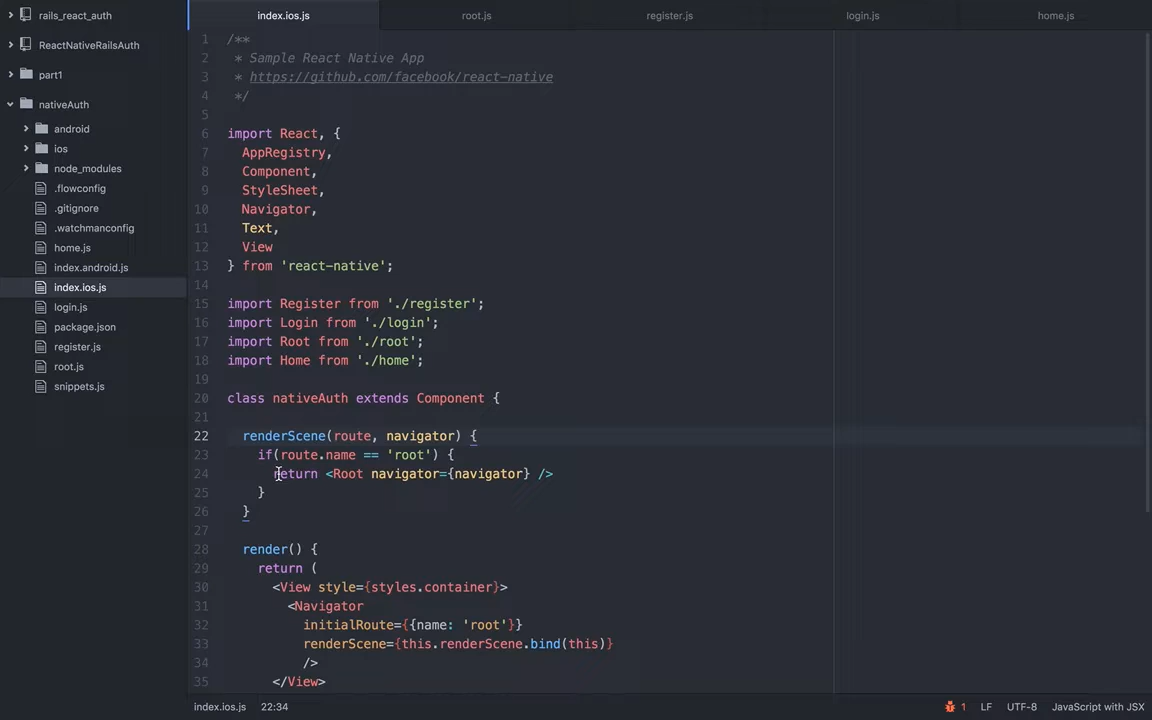 rails_react_auth
ReactNativeRailsAuth
part1
nativeAuth
android
ios
node_modules
.flowconfig
.gitignore
.watchmanconfig
home.js
index.android.js
index.ios.js
login.js
package.json
register.js
root.js
snippets.js
index.ios.js root.js register.js login.js home.js
1 /**
2  * Sample React Native App
3  * https://github.com/facebook/react-native
4  */
5
6 import React, {
7   AppRegistry,
8   Component,
9   StyleSheet,
10   Navigator,
11   Text,
12   View
13 } from 'react-native';
14
15 import Register from './register';
16 import Login from './login';
17 import Root from './root';
18 import Home from './home';
19
20 class nativeAuth extends Component {
21
22   renderScene(route, navigator) {
23     if(route.name == 'root') {
24       return <Root navigator={navigator} />
25     }
26   }
27
28   render() {
29     return (
30       <View style={styles.container}>
31         <Navigator
32           initialRoute={{name: 'root'}}
33           renderScene={this.renderScene.bind(this)}
34           />
35       </View>
index.ios.js 22:34 1 LF UTF-8 JavaScript with JSX